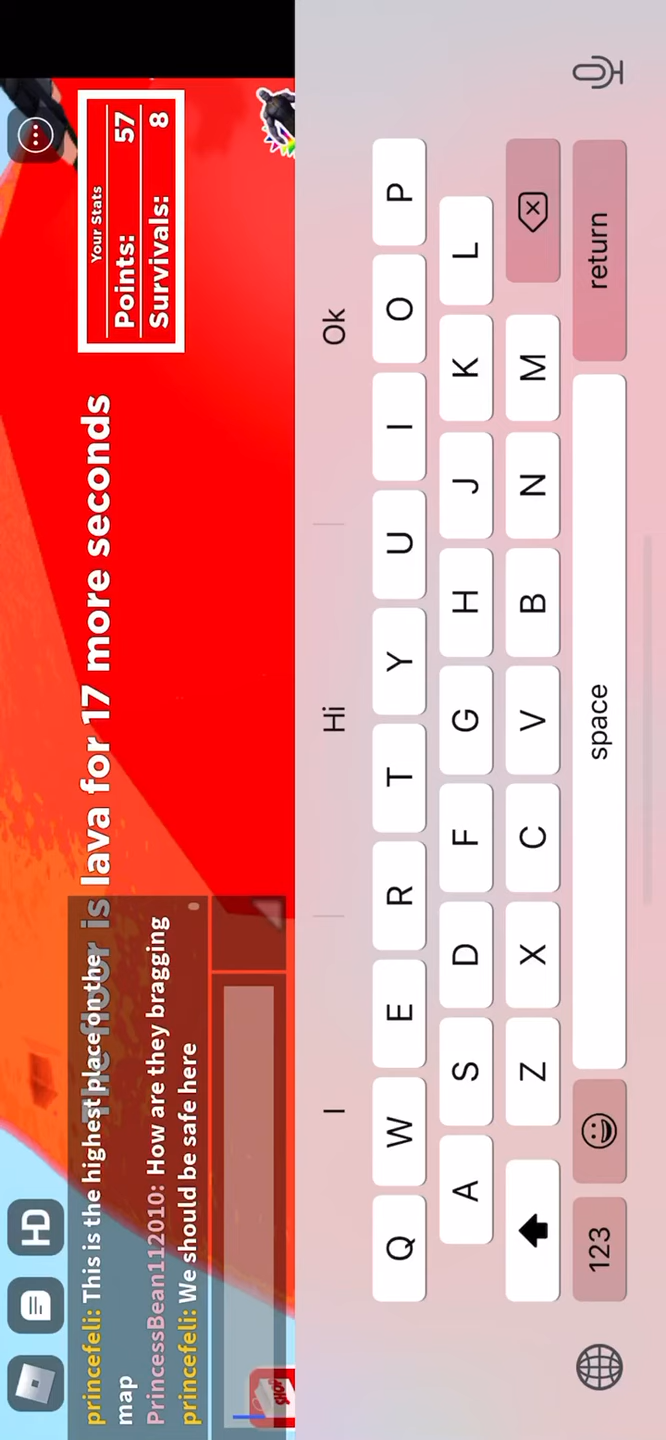 HD
Your Stats
Points: 57
Survivals: 8
The floor is lava for 17 more seconds
princefeli: This is the highest place on the
map
PrincessBean112010: How are they bragging
princefeli: We should be safe here
SHOP
I Hi Ok
Q W E R T Y U I O P
A S D F G H J K L
Z X C V B N M
123 space return